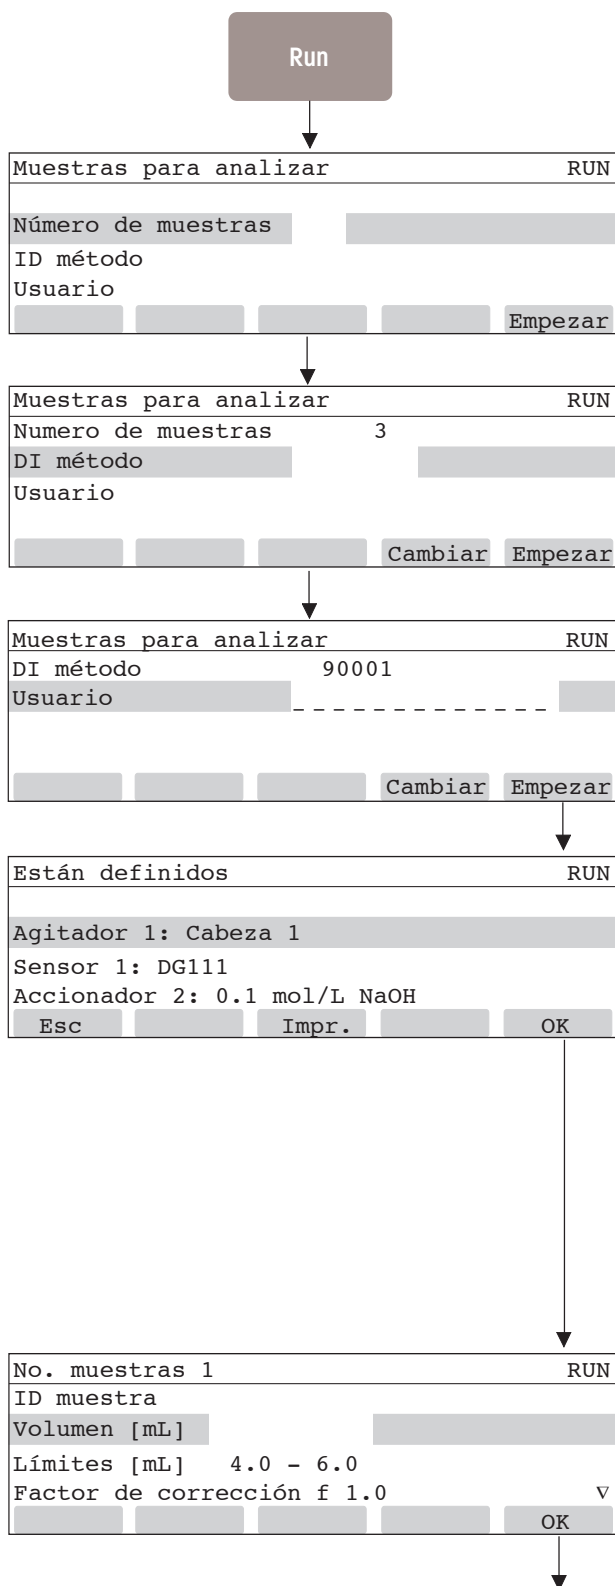 Run
Muestras para analizar RUN
Número de muestras
ID método
Usuario
Empezar
Muestras para analizar RUN
Numero de muestras 3
DI método
Usuario
Cambiar Empezar
Muestras para analizar RUN
DI método 90001
Usuario _ _ _ _ _ _ _ _ _ _ _ _ _
Cambiar Empezar
Están definidos RUN
Agitador 1: Cabeza 1
Sensor 1: DG111
Accionador 2: 0.1 mol/L NaOH
Esc Impr. OK
No. muestras 1 RUN
ID muestra
Volumen [mL]
Límites [mL] 4.0 – 6.0
Factor de corrección f 1.0 ∇
OK